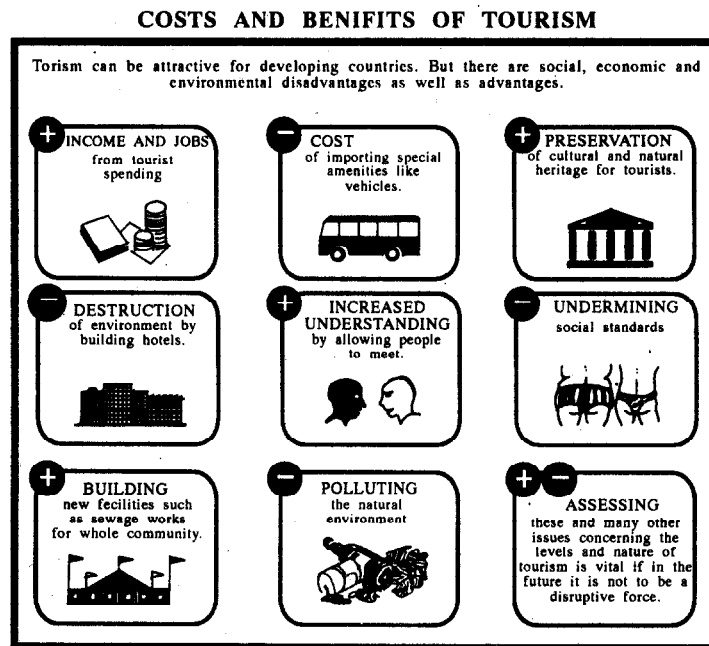 COSTS AND BENIFITS OF TOURISM
Torism can be attractive for developing countries. But there are social, economic and
environmental disadvantages as well as advantages.
+
INCOME AND JOBS
from tourist
spending
−
COST
of importing special
amenities like
vehicles.
+
PRESERVATION
of cultural and natural
heritage for tourists.
−
DESTRUCTION
of environment by
building hotels.
+
INCREASED
UNDERSTANDING
by allowing people
to meet.
−
UNDERMINING
social standards
+
BUILDING
new fecilities such
as sewage works
for whole community.
−
POLLUTING
the natural
environment
+ −
ASSESSING
these and many other
issues concerning the
levels and nature of
tourism is vital if in the
future it is not to be a
disruptive force.